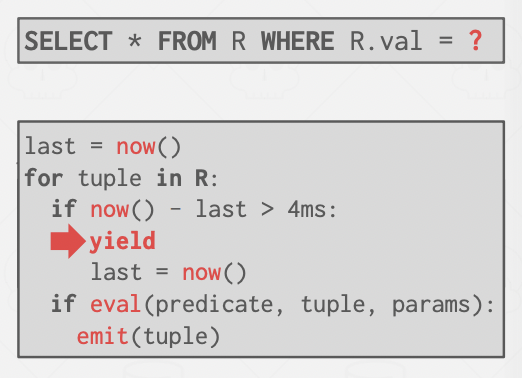 SELECT * FROM R WHERE R.val = ?
last = now()
for tuple in R:
if now() - last > 4ms:
yield
last = now()
if eval(predicate, tuple, params):
emit(tuple)